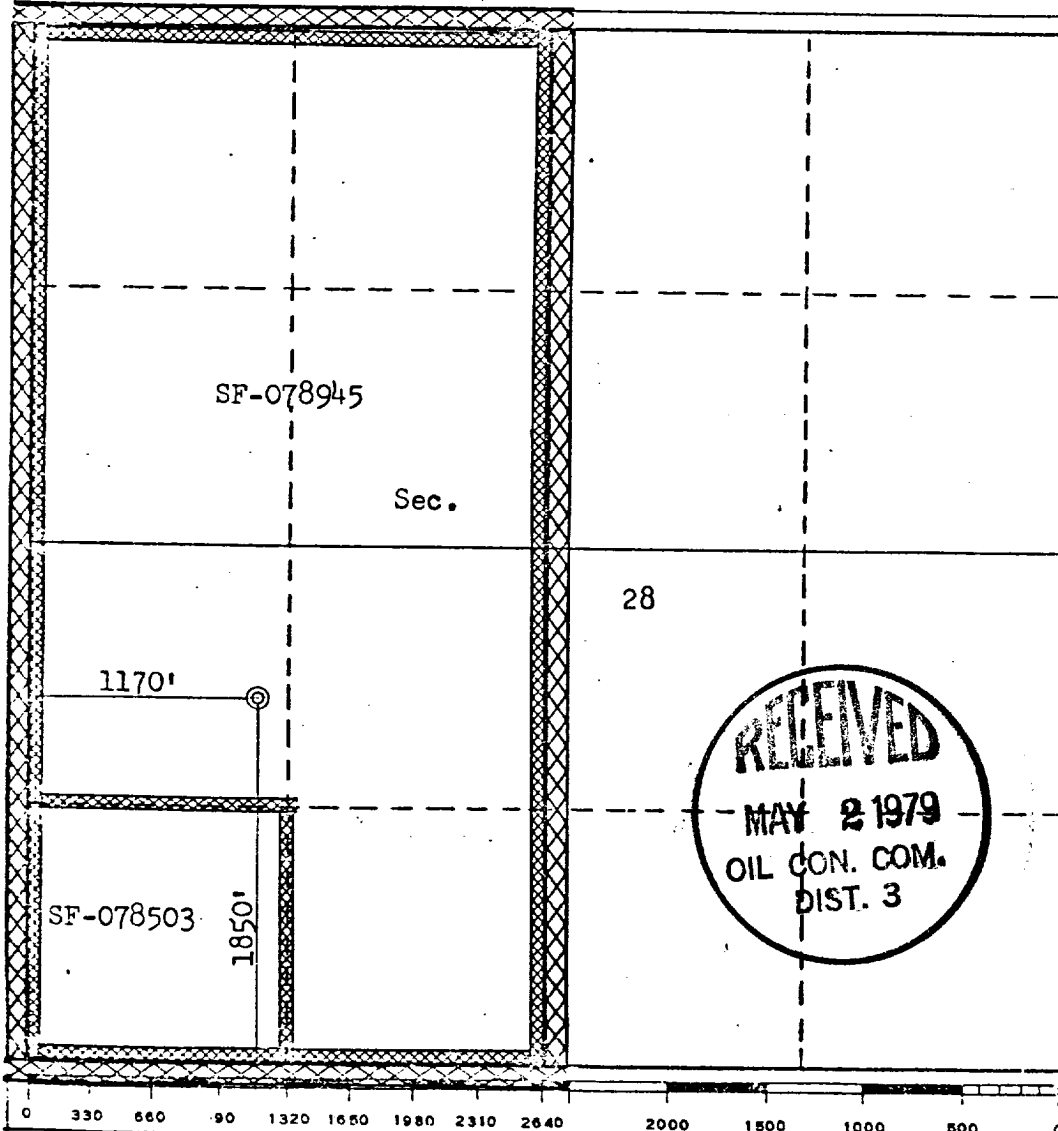 SF-078945
Sec.
28
1170'
RECEIVED
MAY 2 1979
OIL CON. COM.
DIST. 3
SF-078503
1850'
0 330 660 90 1320 1650 1980 2310 2640 2000 1500 1000 500